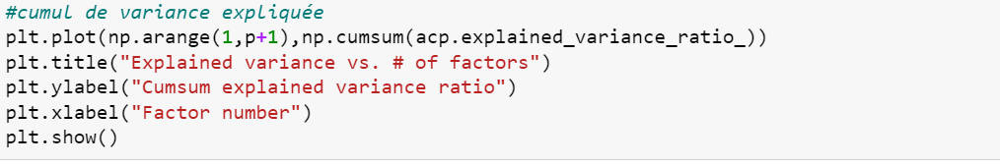 #cumul de variance expliquée
plt.plot(np.arange(1,p+1),np.cumsum(acp.explained_variance_ratio_))
plt.title("Explained variance vs. # of factors")
plt.ylabel("Cumsum explained variance ratio")
plt.xlabel("Factor number")
plt.show()